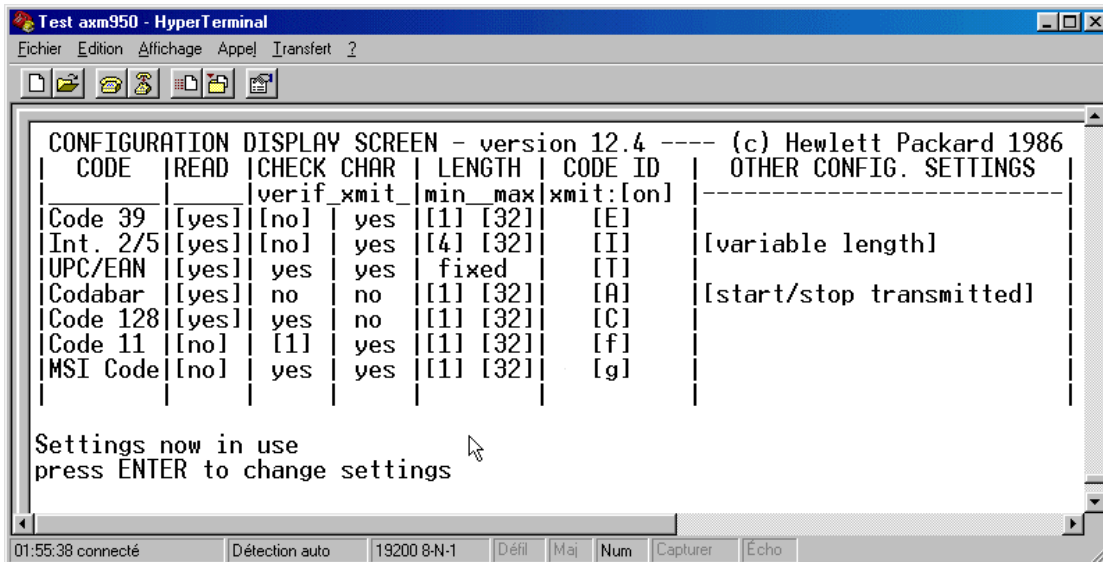 Test axm950 - HyperTerminal
Fichier Edition Affichage Appel Transfert ?
CONFIGURATION DISPLAY SCREEN - version 12.4 ---- (c) Hewlett Packard 1986
| CODE |READ |CHECK CHAR | LENGTH | CODE ID | OTHER CONFIG. SETTINGS |
|________|_____|verif_xmit_|min__max|xmit:[on] |--------------------------|
|Code 39 |[yes]|[no] | yes |[1] [32]| [E] | |
|Int. 2/5|[yes]|[no] | yes |[4] [32]| [I] |[variable length] |
|UPC/EAN |[yes]| yes | yes | fixed | [T] | |
|Codabar |[yes]| no | no |[1] [32]| [A] |[start/stop transmitted] |
|Code 128|[yes]| yes | no |[1] [32]| [C] | |
|Code 11 |[no] | [1] | yes |[1] [32]| [f] | |
|MSI Code|[no] | yes | yes |[1] [32]| [g] | |
Settings now in use
press ENTER to change settings
01:55:38 connecté Détection auto 19200 8-N-1 Défil Maj Num Capturer Écho